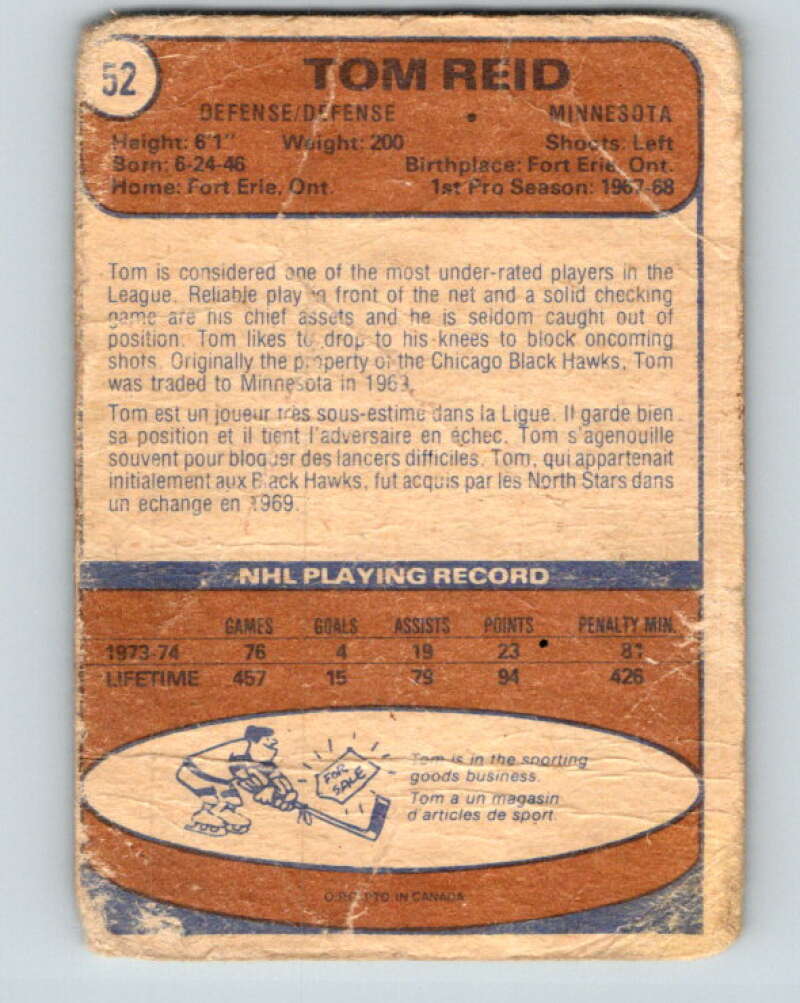 52
TOM REID
DEFENSE/DEFENSE • MINNESOTA
Height: 6'1" Weight: 200 Shoots: Left
Born: 6-24-46 Birthplace: Fort Erie, Ont.
Home: Fort Erie, Ont. 1st Pro Season: 1967-68
Tom is considered one of the most under-rated players in the
League. Reliable play in front of the net and a solid checking
game are his chief assets and he is seldom caught out of
position. Tom likes to drop to his knees to block oncoming
shots. Originally the property of the Chicago Black Hawks, Tom
was traded to Minnesota in 1969.
Tom est un joueur tres sous-estime dans la Ligue. Il garde bien
sa position et il tient l'adversaire en échec. Tom s'agenouille
souvent pour bloquer des lancers difficiles. Tom, qui appartenait
initialement aux Black Hawks, fut acquis par les North Stars dans
un echange en 1969.
NHL PLAYING RECORD
GAMES GOALS ASSISTS POINTS PENALTY MIN.
1973-74 76 4 19 23 81
LIFETIME 457 15 79 94 426
FOR
SALE
Tom is in the sporting
goods business.
Tom a un magasin
d'articles de sport.
O.P.C. PTD. IN CANADA